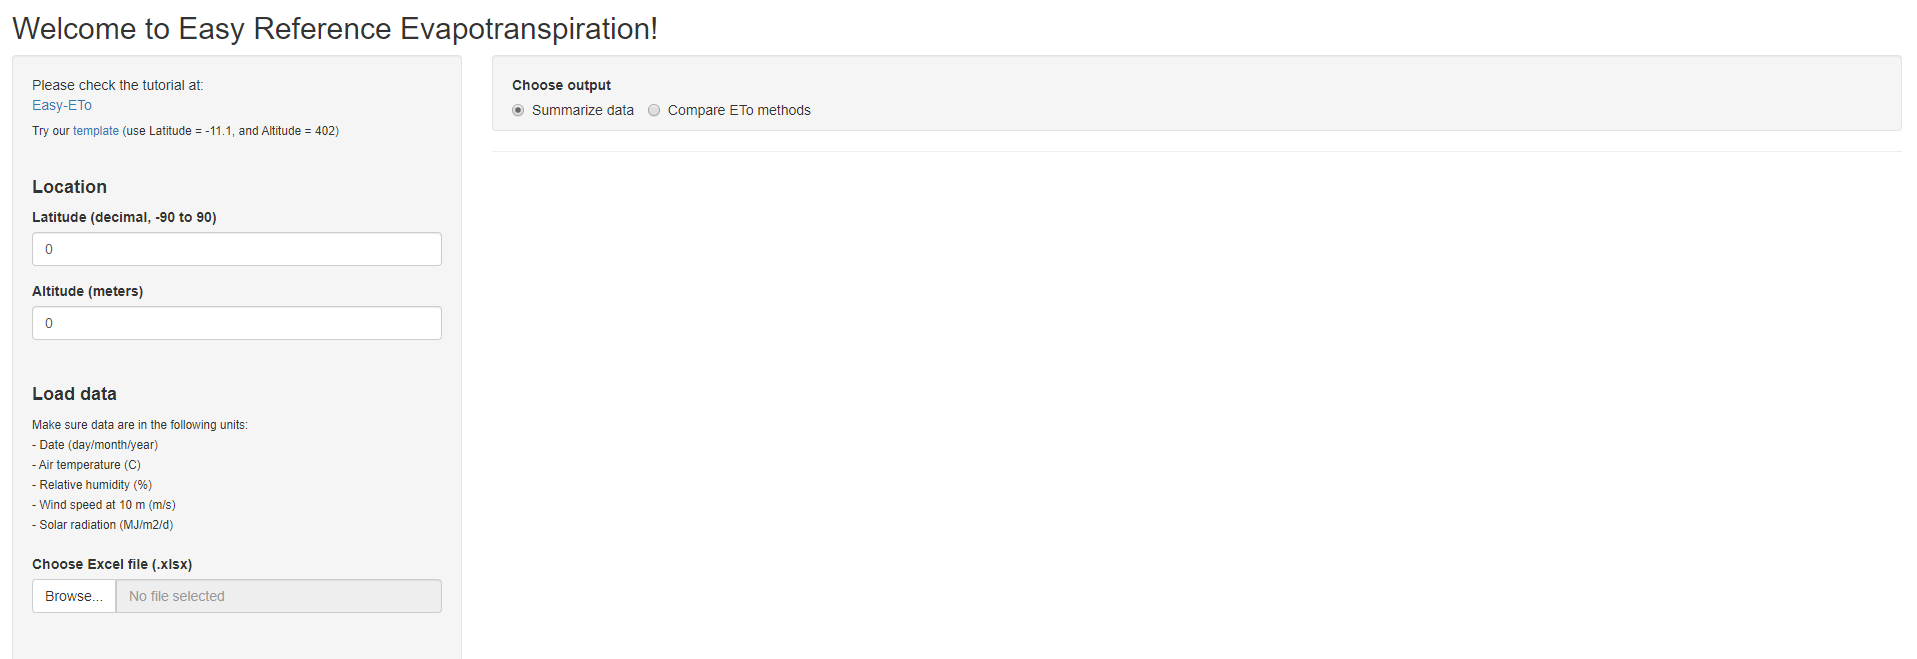 Welcome to Easy Reference Evapotranspiration!
Please check the tutorial at:
Easy-ETo
Try our template (use Latitude = -11.1, and Altitude = 402)
Location
Latitude (decimal, -90 to 90)
0
Altitude (meters)
0
Load data
Make sure data are in the following units:
- Date (day/month/year)
- Air temperature (C)
- Relative humidity (%)
- Wind speed at 10 m (m/s)
- Solar radiation (MJ/m2/d)
Choose Excel file (.xlsx)
Browse... No file selected
Choose output
Summarize data Compare ETo methods